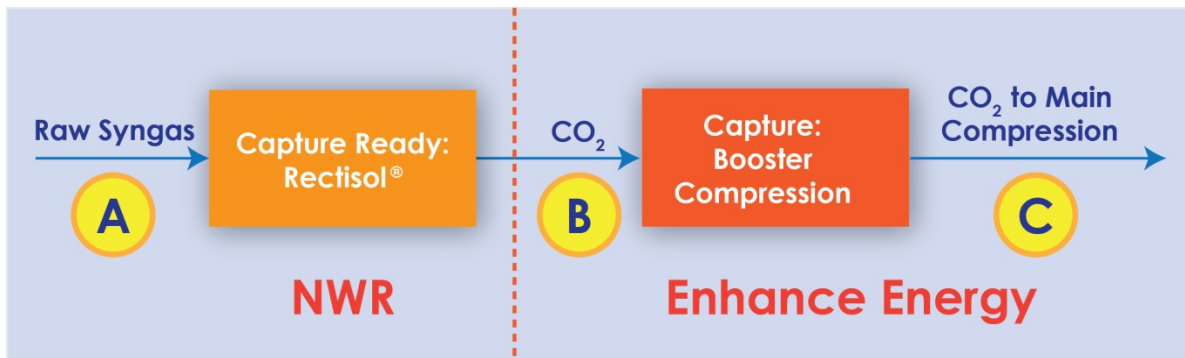 Raw Syngas
A
Capture Ready:
Rectisol®
CO₂
B
Capture:
Booster
Compression
CO₂ to Main
Compression
C
NWR
Enhance Energy